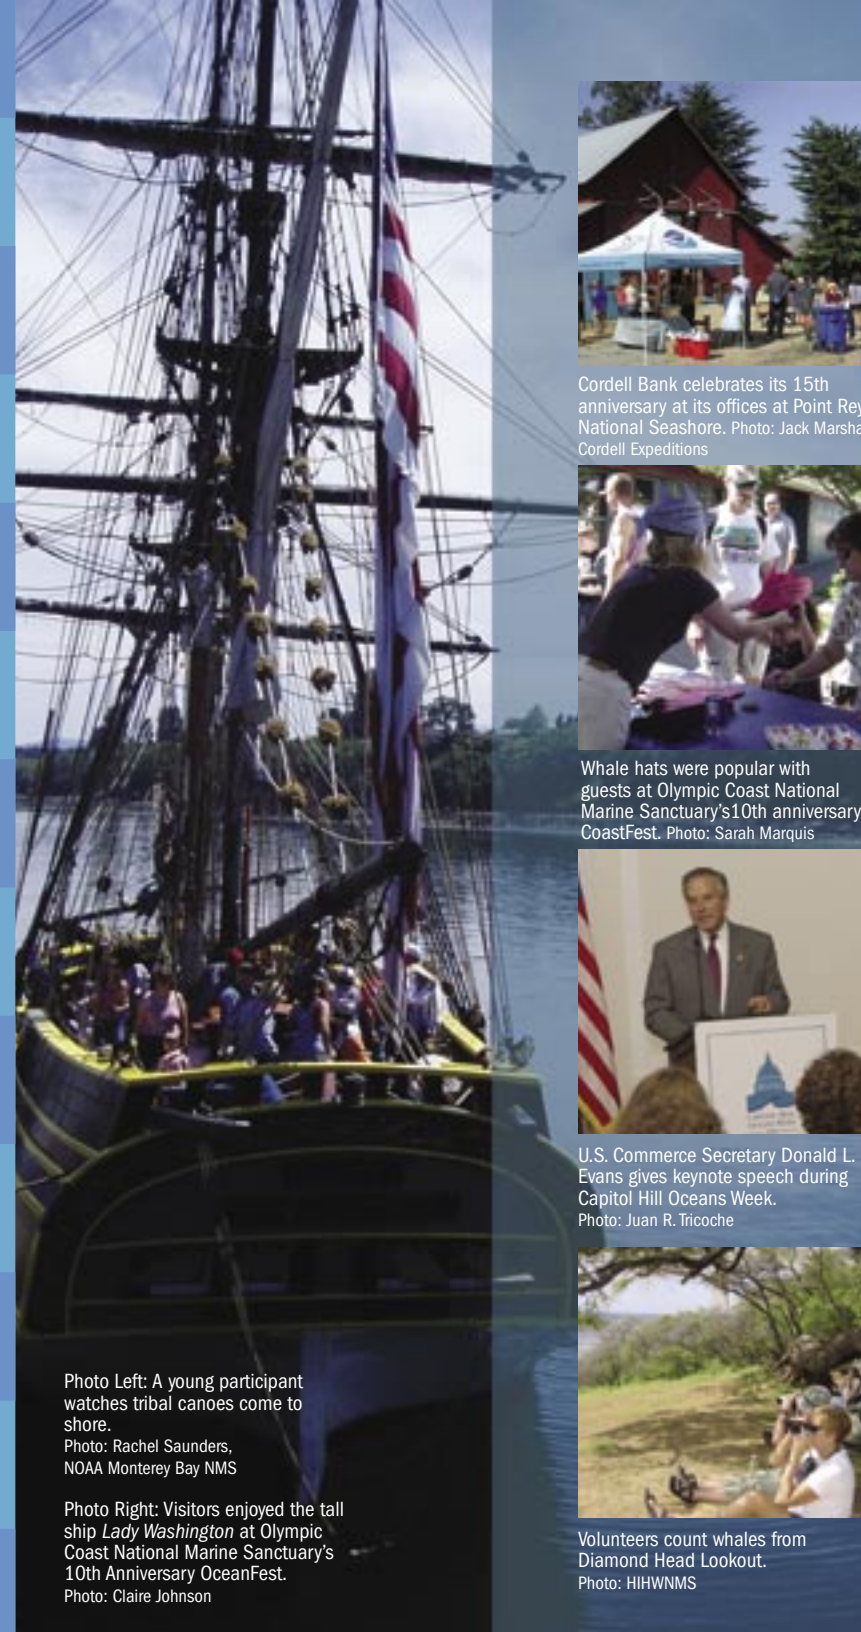 Cordell Bank celebrates its 15th
anniversary at its offices at Point Rey
National Seashore. Photo: Jack Marsha
Cordell Expeditions
Whale hats were popular with
guests at Olympic Coast National
Marine Sanctuary's10th anniversary
CoastFest. Photo: Sarah Marquis
U.S. Commerce Secretary Donald L.
Evans gives keynote speech during
Capitol Hill Oceans Week.
Photo: Juan R. Tricoche
Volunteers count whales from
Diamond Head Lookout.
Photo: HIHWNMS
Photo Left: A young participant
watches tribal canoes come to
shore.
Photo: Rachel Saunders,
NOAA Monterey Bay NMS
Photo Right: Visitors enjoyed the tall
ship Lady Washington at Olympic
Coast National Marine Sanctuary's
10th Anniversary OceanFest.
Photo: Claire Johnson